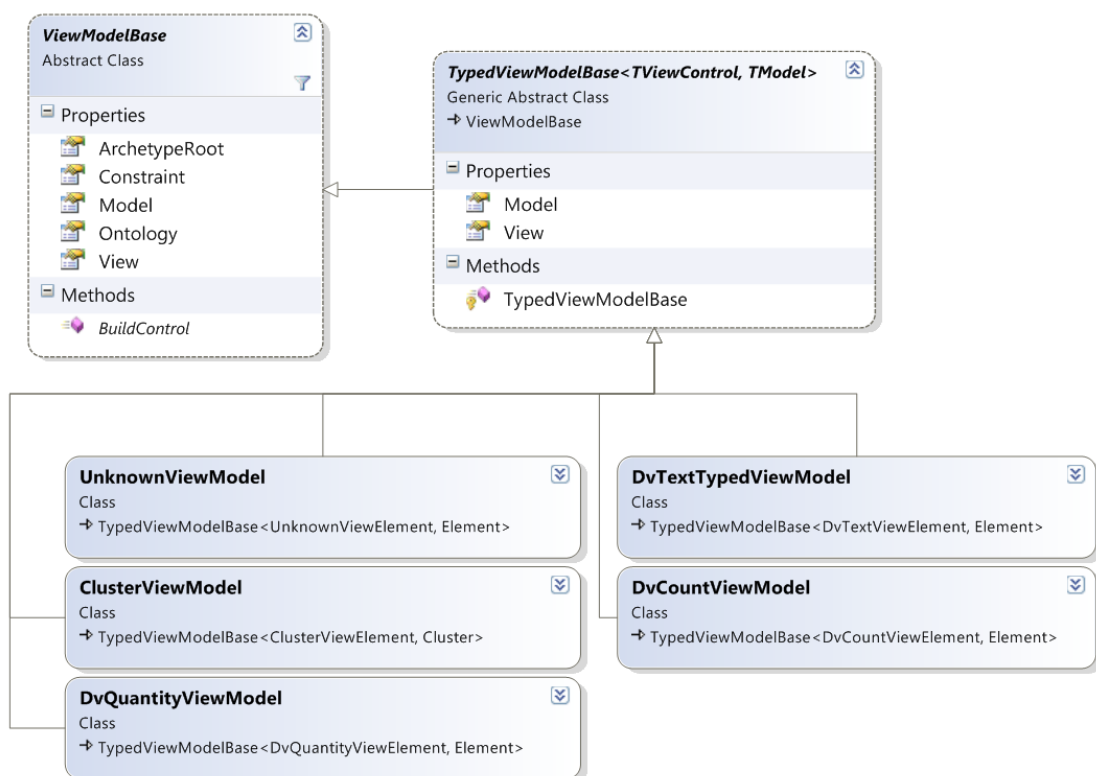 ViewModelBase
Abstract Class
Properties
ArchetypeRoot
Constraint
Model
Ontology
View
Methods
BuildControl
TypedViewModelBase<TViewControl, TModel>
Generic Abstract Class
ViewModelBase
Properties
Model
View
Methods
TypedViewModelBase
UnknownViewModel
Class
TypedViewModelBase<UnknownViewElement, Element>
ClusterViewModel
Class
TypedViewModelBase<ClusterViewElement, Cluster>
DvQuantityViewModel
Class
TypedViewModelBase<DvQuantityViewElement, Element>
DvTextTypedViewModel
Class
TypedViewModelBase<DvTextViewElement, Element>
DvCountViewModel
Class
TypedViewModelBase<DvCountViewElement, Element>